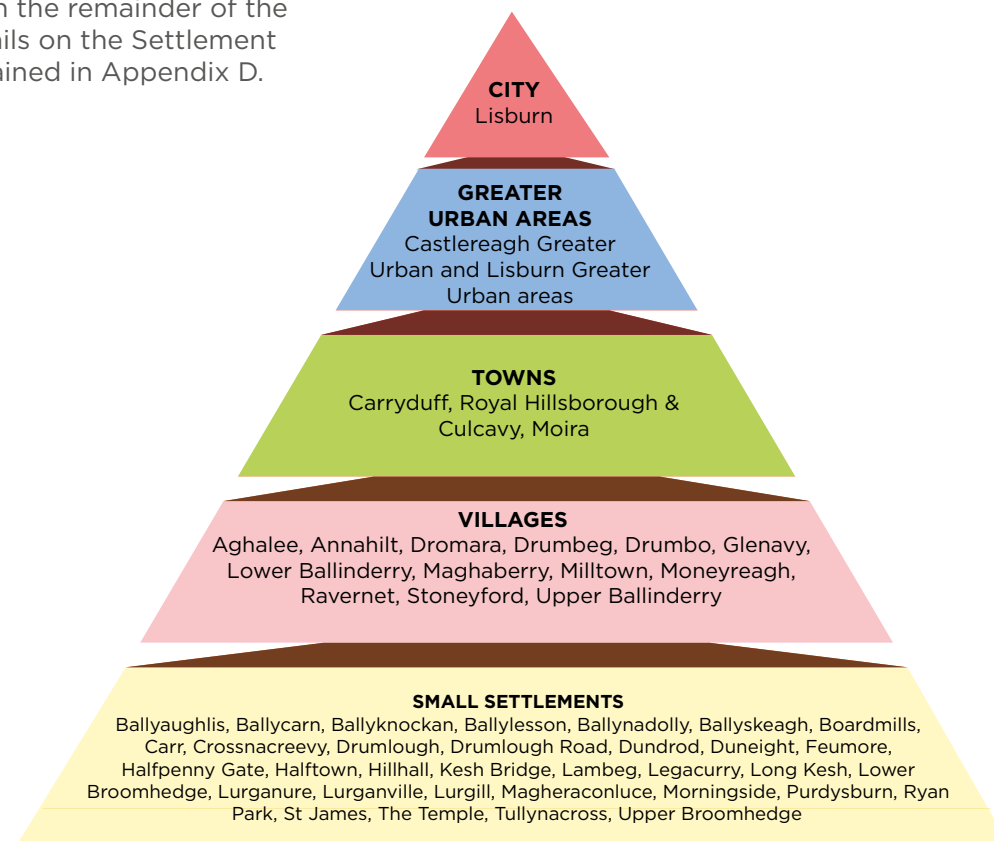 the remainder of the
on the Settlement
in Appendix D.
CITY
Lisburn
GREATER
URBAN AREAS
Castlereagh Greater
Urban and Lisburn Greater
Urban areas
TOWNS
Carryduff, Royal Hillsborough &
Culcavy, Moira
VILLAGES
Aghalee, Annahilt, Dromara, Drumbeg, Drumbo, Glenavy,
Lower Ballinderry, Maghaberry, Milltown, Moneyreagh,
Ravernet, Stoneyford, Upper Ballinderry
SMALL SETTLEMENTS
Ballyaughlis, Ballycarn, Ballyknockan, Ballylesson, Ballynadolly, Ballyskeagh, Boardmills,
Carr, Crossnacreevy, Drumlough, Drumlough Road, Dundrod, Duneight, Feumore,
Halfpenny Gate, Halftown, Hillhall, Kesh Bridge, Lambeg, Legacurry, Long Kesh, Lower
Broomhedge, Lurganure, Lurganville, Lurgill, Magheraconluce, Morningside, Purdysburn, Ryan
Park, St James, The Temple, Tullynacross, Upper Broomhedge